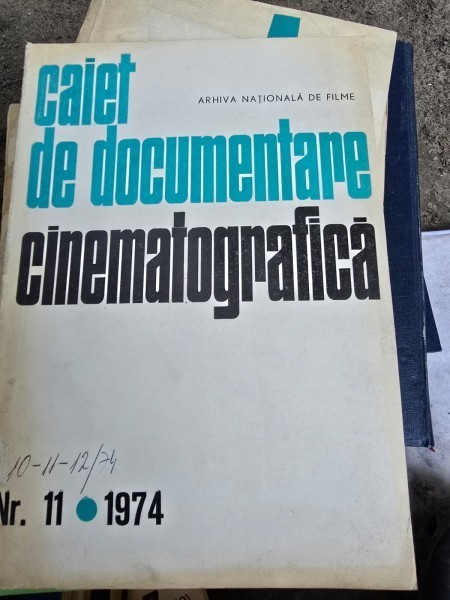 caiet
ARHIVA NAȚIONALĂ DE FILME
de documentare
cinematografică
10-11-12/74
Nr. 11 • 1974